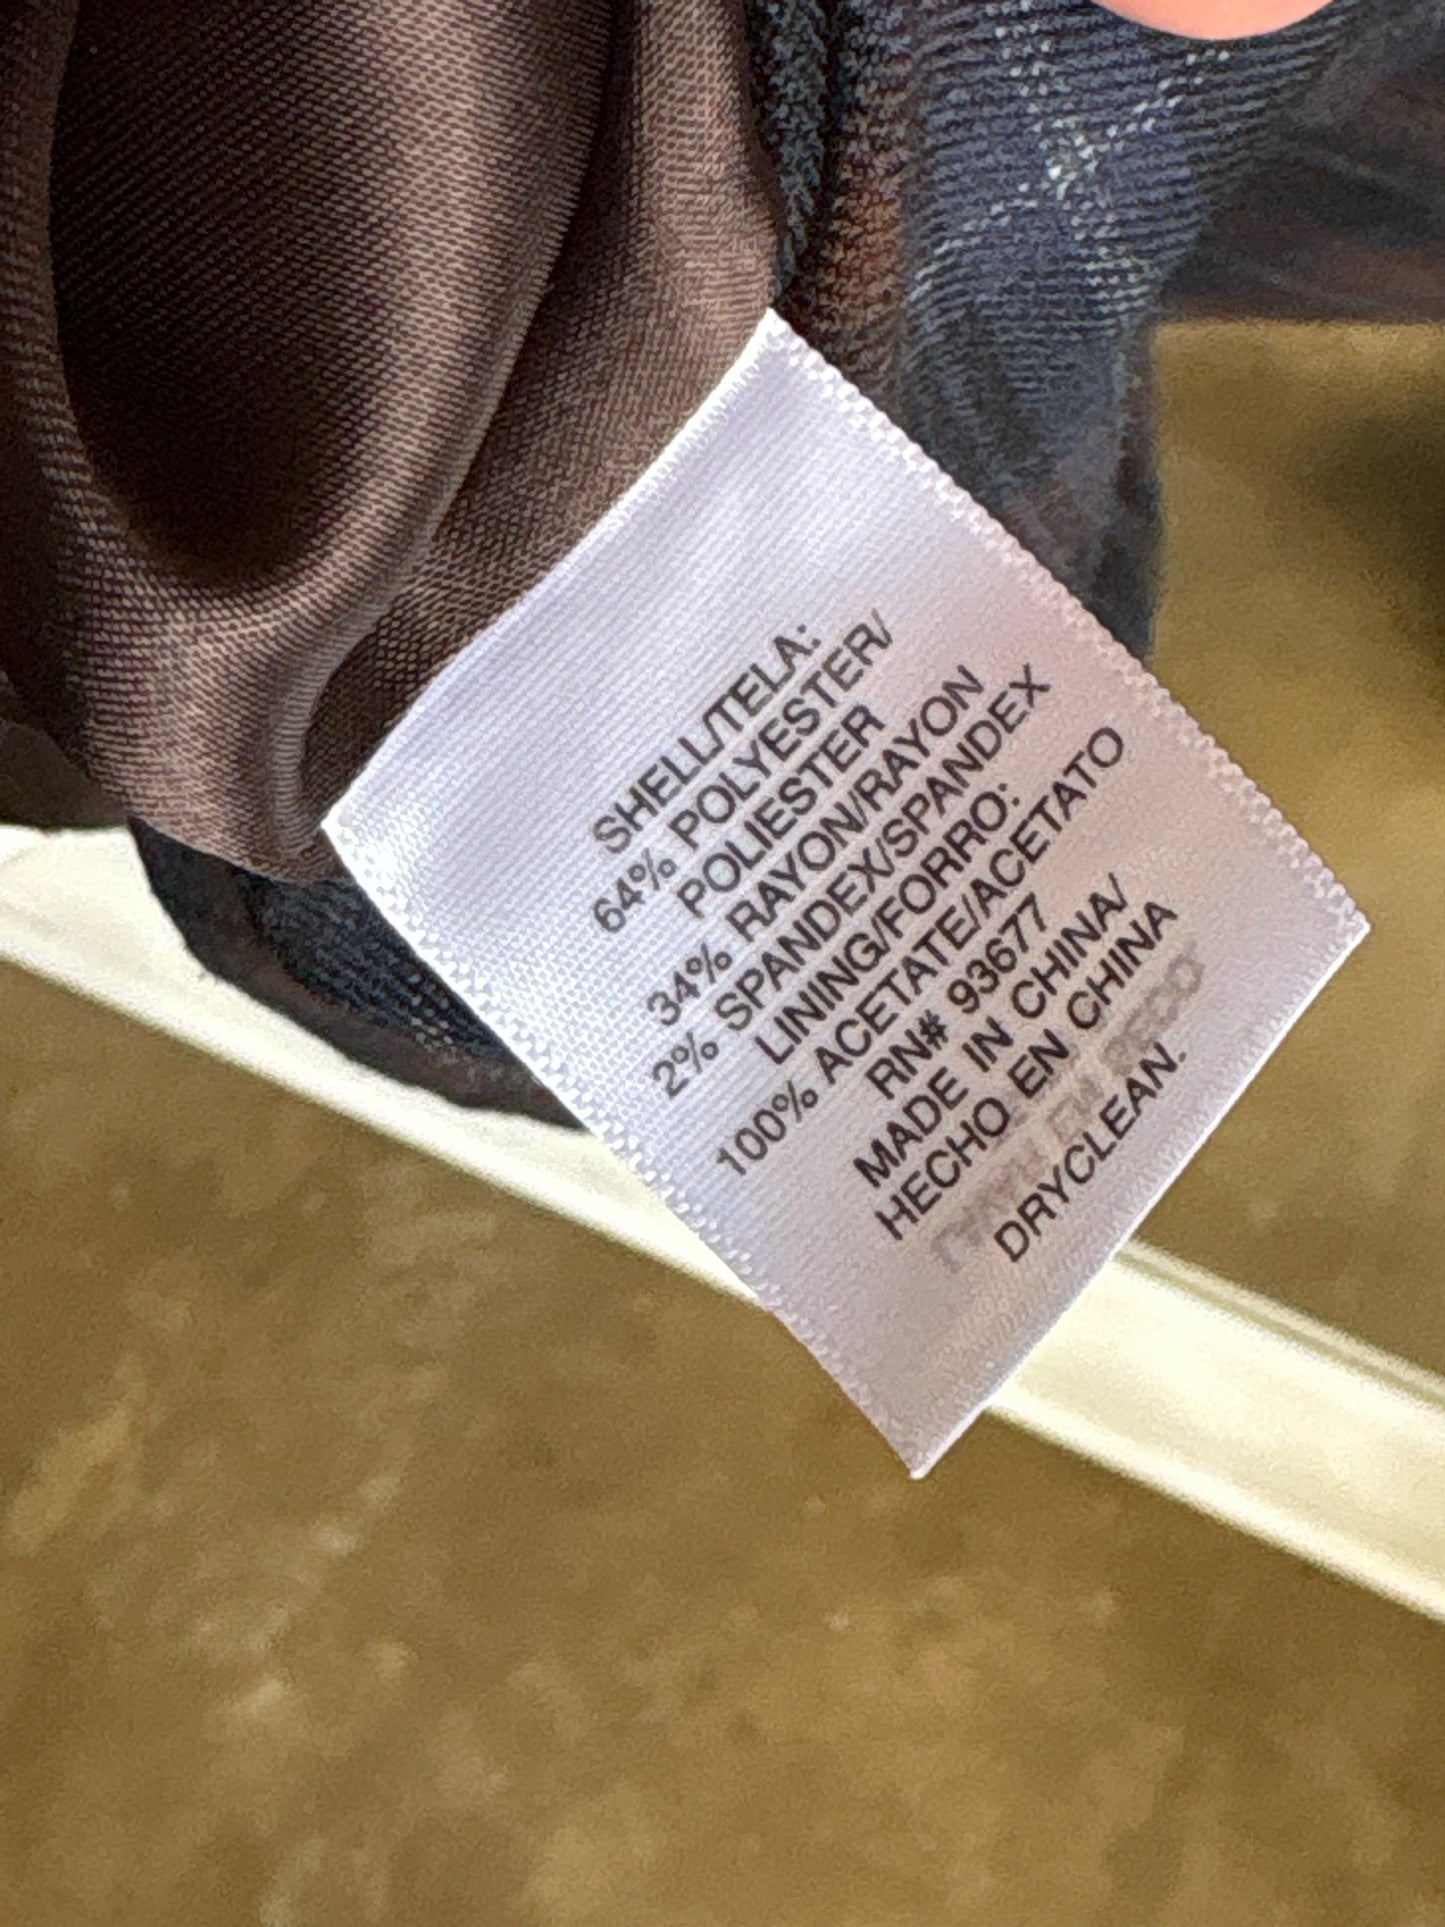 SHELL/TELA:
64% POLYESTER/
POLIESTER
34% RAYON/RAYON
2% SPANDEX/SPANDEX
LINING/FORRO:
100% ACETATE/ACETATO
RN# 93677
MADE IN CHINA/
HECHO EN CHINA
DRYCLEAN.